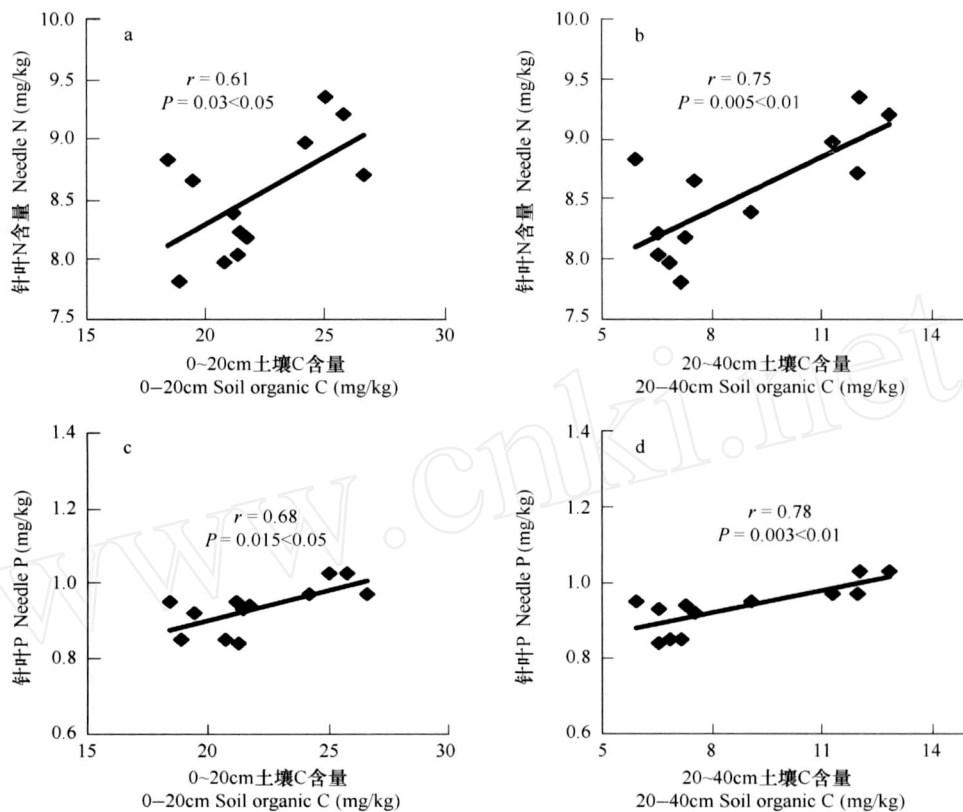 a
r = 0.61
P = 0.03<0.05
针叶N含量 Needle N (mg/kg)
10.0
9.5
9.0
8.5
8.0
7.5
15 20 25 30
0~20cm土壤C含量
0–20cm Soil organic C (mg/kg)
b
r = 0.75
P = 0.005<0.01
针叶N含量 Needle N (mg/kg)
10.0
9.5
9.0
8.5
8.0
7.5
5 8 11 14
20~40cm土壤C含量
20–40cm Soil organic C (mg/kg)
c
r = 0.68
P = 0.015<0.05
针叶P Needle P (mg/kg)
1.4
1.2
1.0
0.8
0.6
15 20 25 30
0~20cm土壤C含量
0–20cm Soil organic C (mg/kg)
d
r = 0.78
P = 0.003<0.01
针叶P Needle P (mg/kg)
1.4
1.2
1.0
0.8
0.6
5 8 11 14
20~40cm土壤C含量
20–40cm Soil organic C (mg/kg)
www.cnki.net